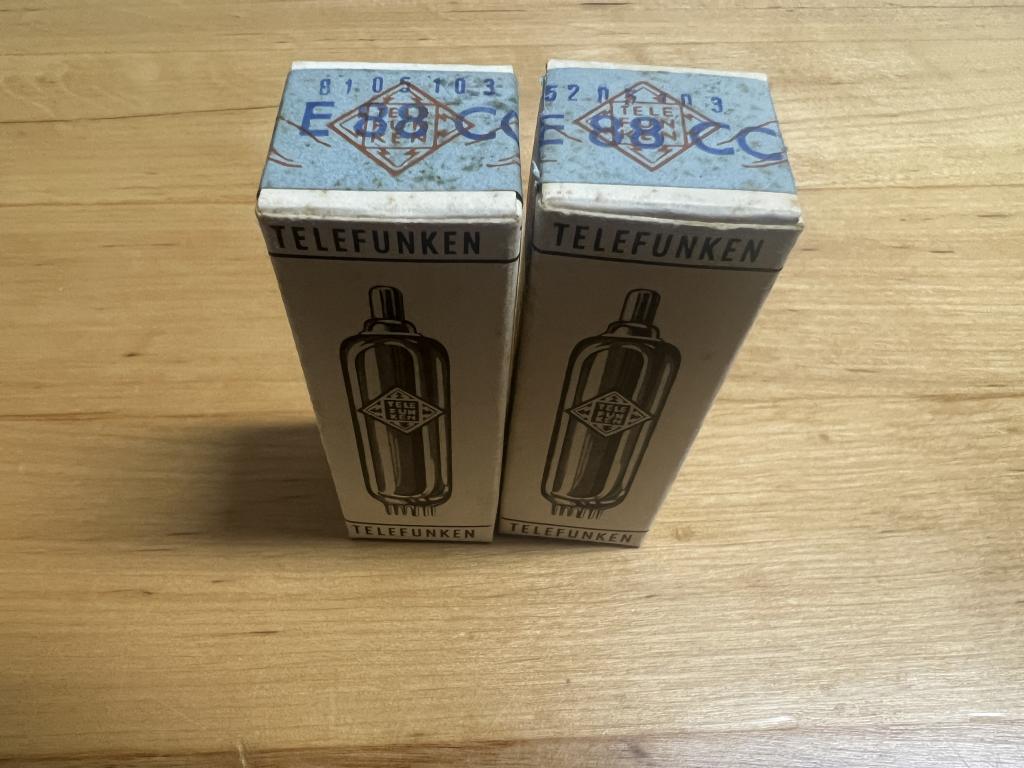 8105103
E 88 CC
TELE
FUN
KEN
5205103
E 88 CC
TELE
FUN
KEN
TELEFUNKEN
TELE
FUN
KEN
TELEFUNKEN
TELEFUNKEN
TELE
FUN
KEN
TELEFUNKEN